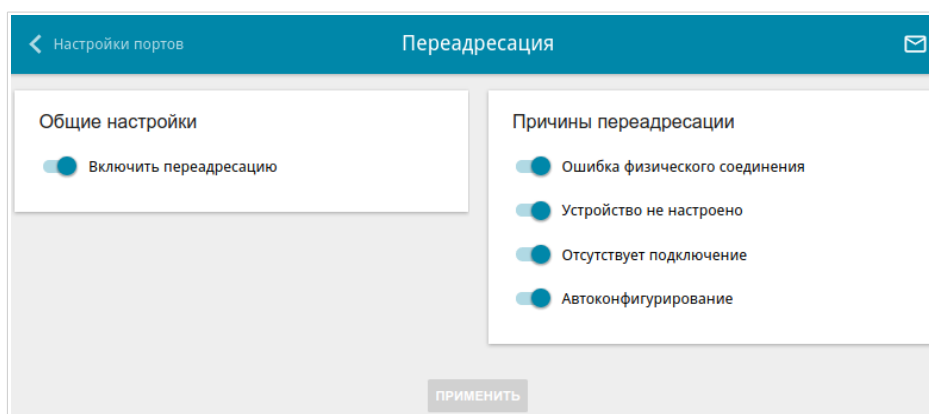 Настройки портов
Переадресация
Общие настройки
Включить переадресацию
Причины переадресации
Ошибка физического соединения
Устройство не настроено
Отсутствует подключение
Автоконфигурирование
ПРИМЕНИТЬ